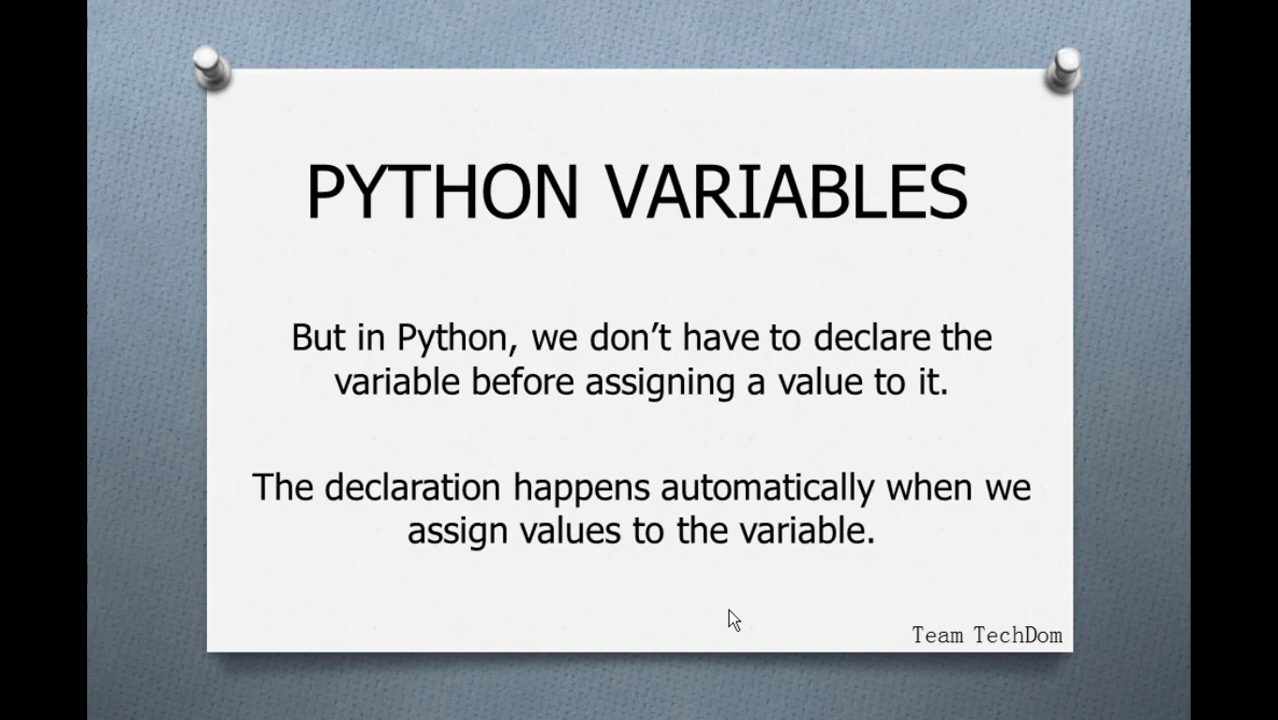 PYTHON VARIABLES
But in Python, we don’t have to declare the
variable before assigning a value to it.
The declaration happens automatically when we
assign values to the variable.
Team TechDom